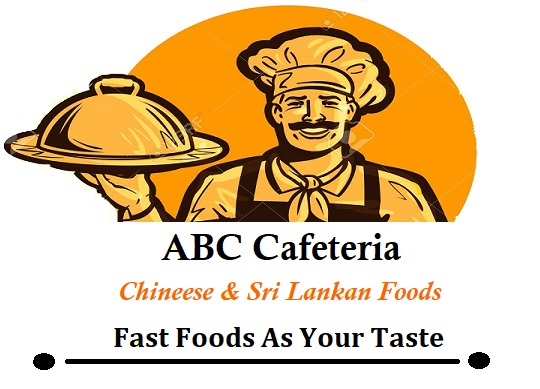 ABC Cafeteria
Chineese & Sri Lankan Foods
Fast Foods As Your Taste